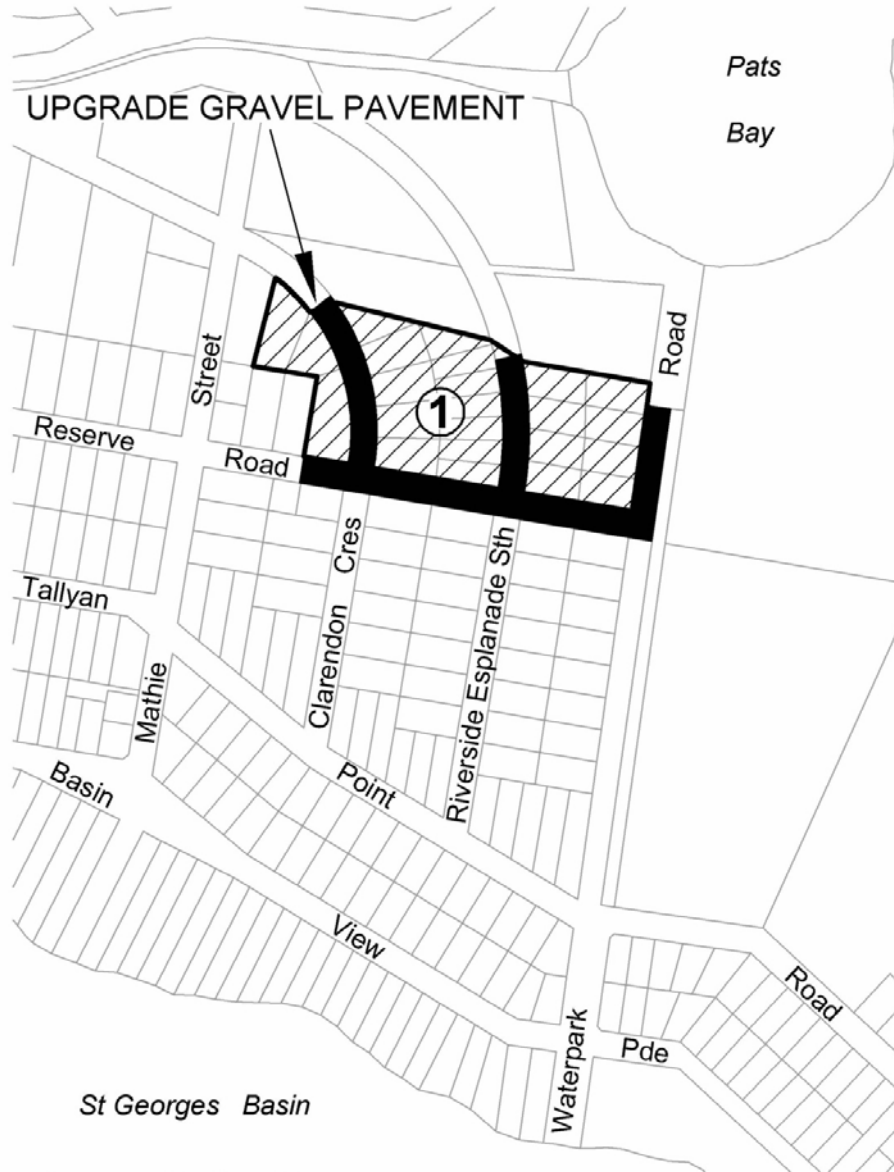 Pats
Bay
UPGRADE GRAVEL PAVEMENT
Road
Street
1
Reserve
Road
Cres
Clarendon
Riverside Esplanade Sth
Tallyan
Mathie
Point
Basin
View
Road
Waterpark
Pde
St Georges Basin